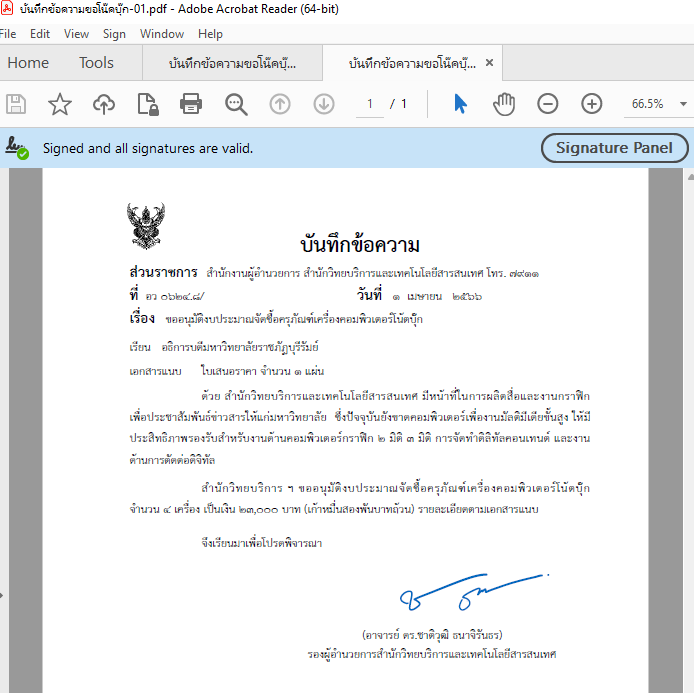 บันทึกข้อความขอโน๊คบุ๊ก-01.pdf - Adobe Acrobat Reader (64-bit)
File Edit View Sign Window Help
Home Tools บันทึกข้อความขอโน๊คบุ๊... บันทึกข้อความขอโน๊คบุ๊... ×
1 / 1 66.5%
Signed and all signatures are valid. Signature Panel
บันทึกข้อความ
ส่วนราชการ สำนักงานผู้อำนวยการ สำนักวิทยบริการและเทคโนโลยีสารสนเทศ โทร. ๗๙๑๑
ที่ อว ๐๖๒๔.๘/ วันที่ ๑ เมษายน ๒๕๖๖
เรื่อง ขออนุมัติงบประมาณจัดซื้อครุภัณฑ์เครื่องคอมพิวเตอร์โน้ตบุ๊ก
เรียน อธิการบดีมหาวิทยาลัยราชภัฏบุรีรัมย์
เอกสารแนบ ใบเสนอราคา จำนวน ๑ แผ่น
ด้วย สำนักวิทยบริการและเทคโนโลยีสารสนเทศ มีหน้าที่ในการผลิตสื่อและงานกราฟิก
เพื่อประชาสัมพันธ์ข่าวสารให้แก่มหาวิทยาลัย ซึ่งปัจจุบันยังขาดคอมพิวเตอร์เพื่องานมัลติมีเดียขั้นสูง ให้มี
ประสิทธิภาพรองรับสำหรับงานด้านคอมพิวเตอร์กราฟิก ๒ มิติ ๓ มิติ การจัดทำดิลิทัลคอนเทนต์ และงาน
ด้านการตัดต่อดิจิทัล
สำนักวิทยบริการ ฯ ขออนุมัติงบประมาณจัดซื้อครุภัณฑ์เครื่องคอมพิวเตอร์โน้ตบุ๊ก
จำนวน ๔ เครื่อง เป็นเงิน ๒๓,๐๐๐ บาท (เก้าหมื่นสองพันบาทถ้วน) รายละเอียดตามเอกสารแนบ
จึงเรียนมาเพื่อโปรดพิจารณา
(อาจารย์ ดร.ชาติวุฒิ ธนาจิรันธร)
รองผู้อำนวยการสำนักวิทยบริการและเทคโนโลยีสารสนเทศ